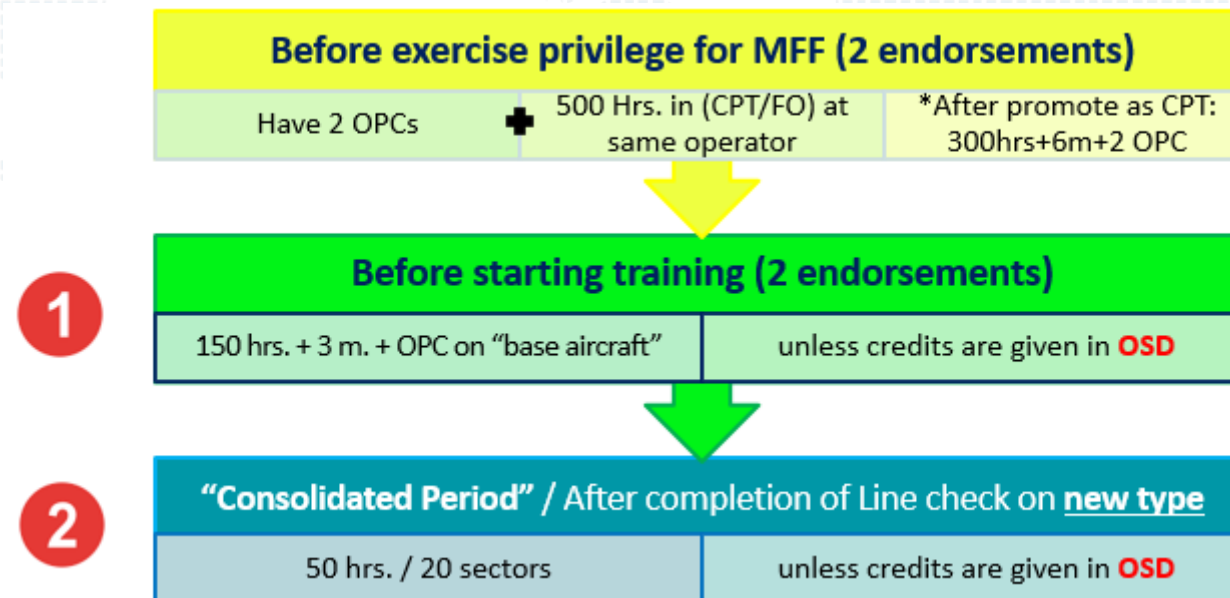 Before exercise privilege for MFF (2 endorsements)
Have 2 OPCs
500 Hrs. in (CPT/FO) at
same operator
*After promote as CPT:
300hrs+6m+2 OPC
1
Before starting training (2 endorsements)
150 hrs. + 3 m. + OPC on “base aircraft”
unless credits are given in OSD
2
“Consolidated Period” / After completion of Line check on new type
50 hrs. / 20 sectors
unless credits are given in OSD